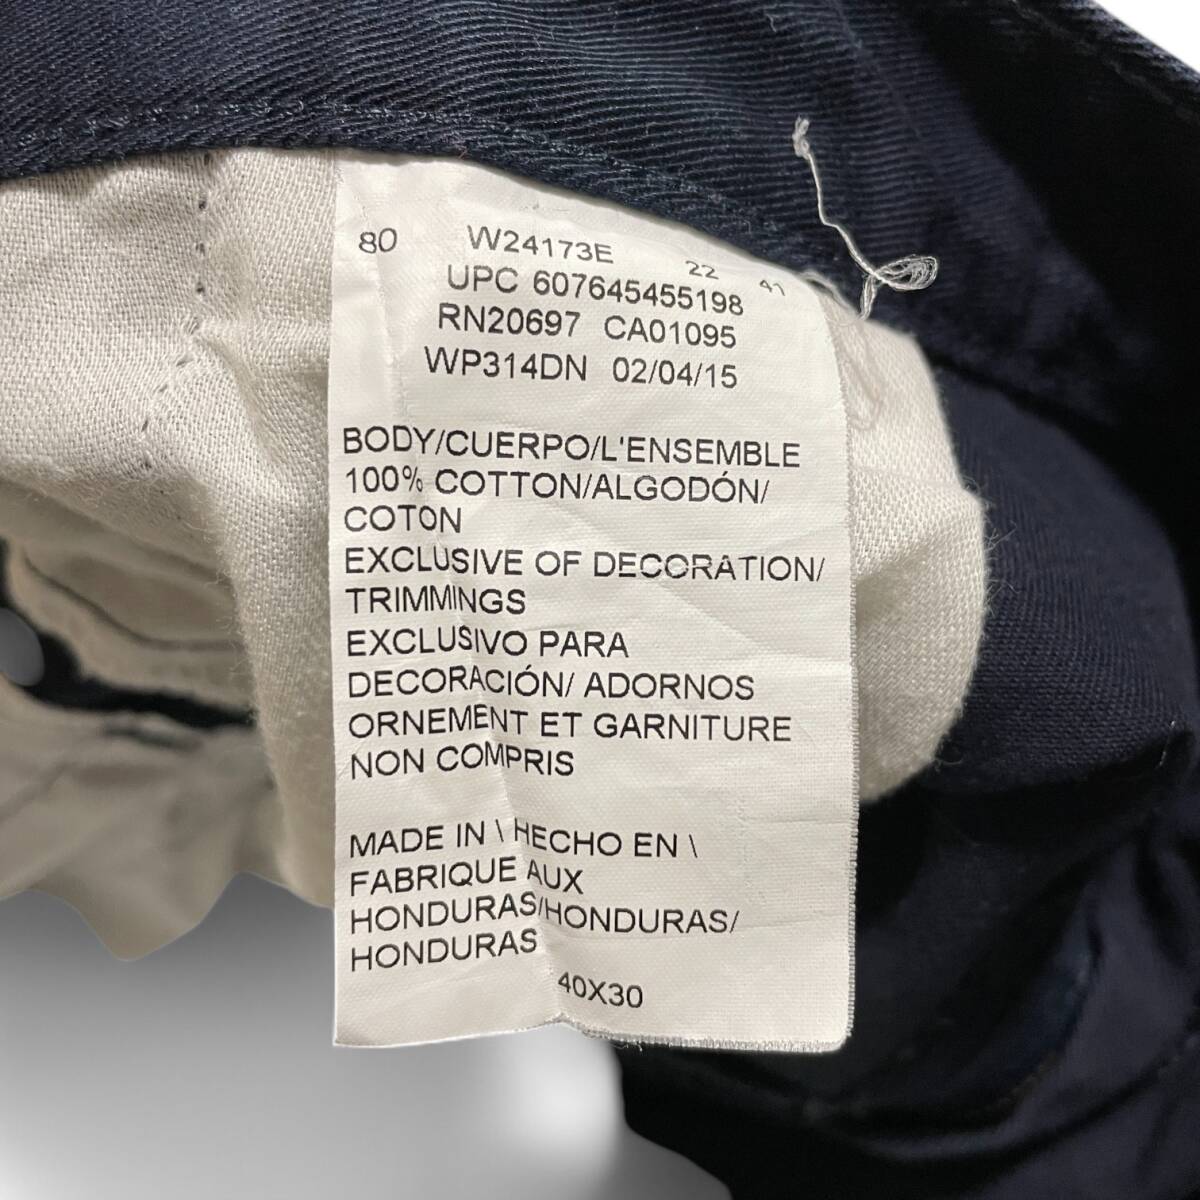 80 W24173E 22 41
UPC 607645455198
RN20697 CA01095
WP314DN 02/04/15
BODY/CUERPO/L'ENSEMBLE
100% COTTON/ALGODÓN/
COTON
EXCLUSIVE OF DECORATION/
TRIMMINGS
EXCLUSIVO PARA
DECORACIÓN/ ADORNOS
ORNEMENT ET GARNITURE
NON COMPRIS
MADE IN \ HECHO EN \
FABRIQUE AUX
HONDURAS/HONDURAS/
HONDURAS
40X30